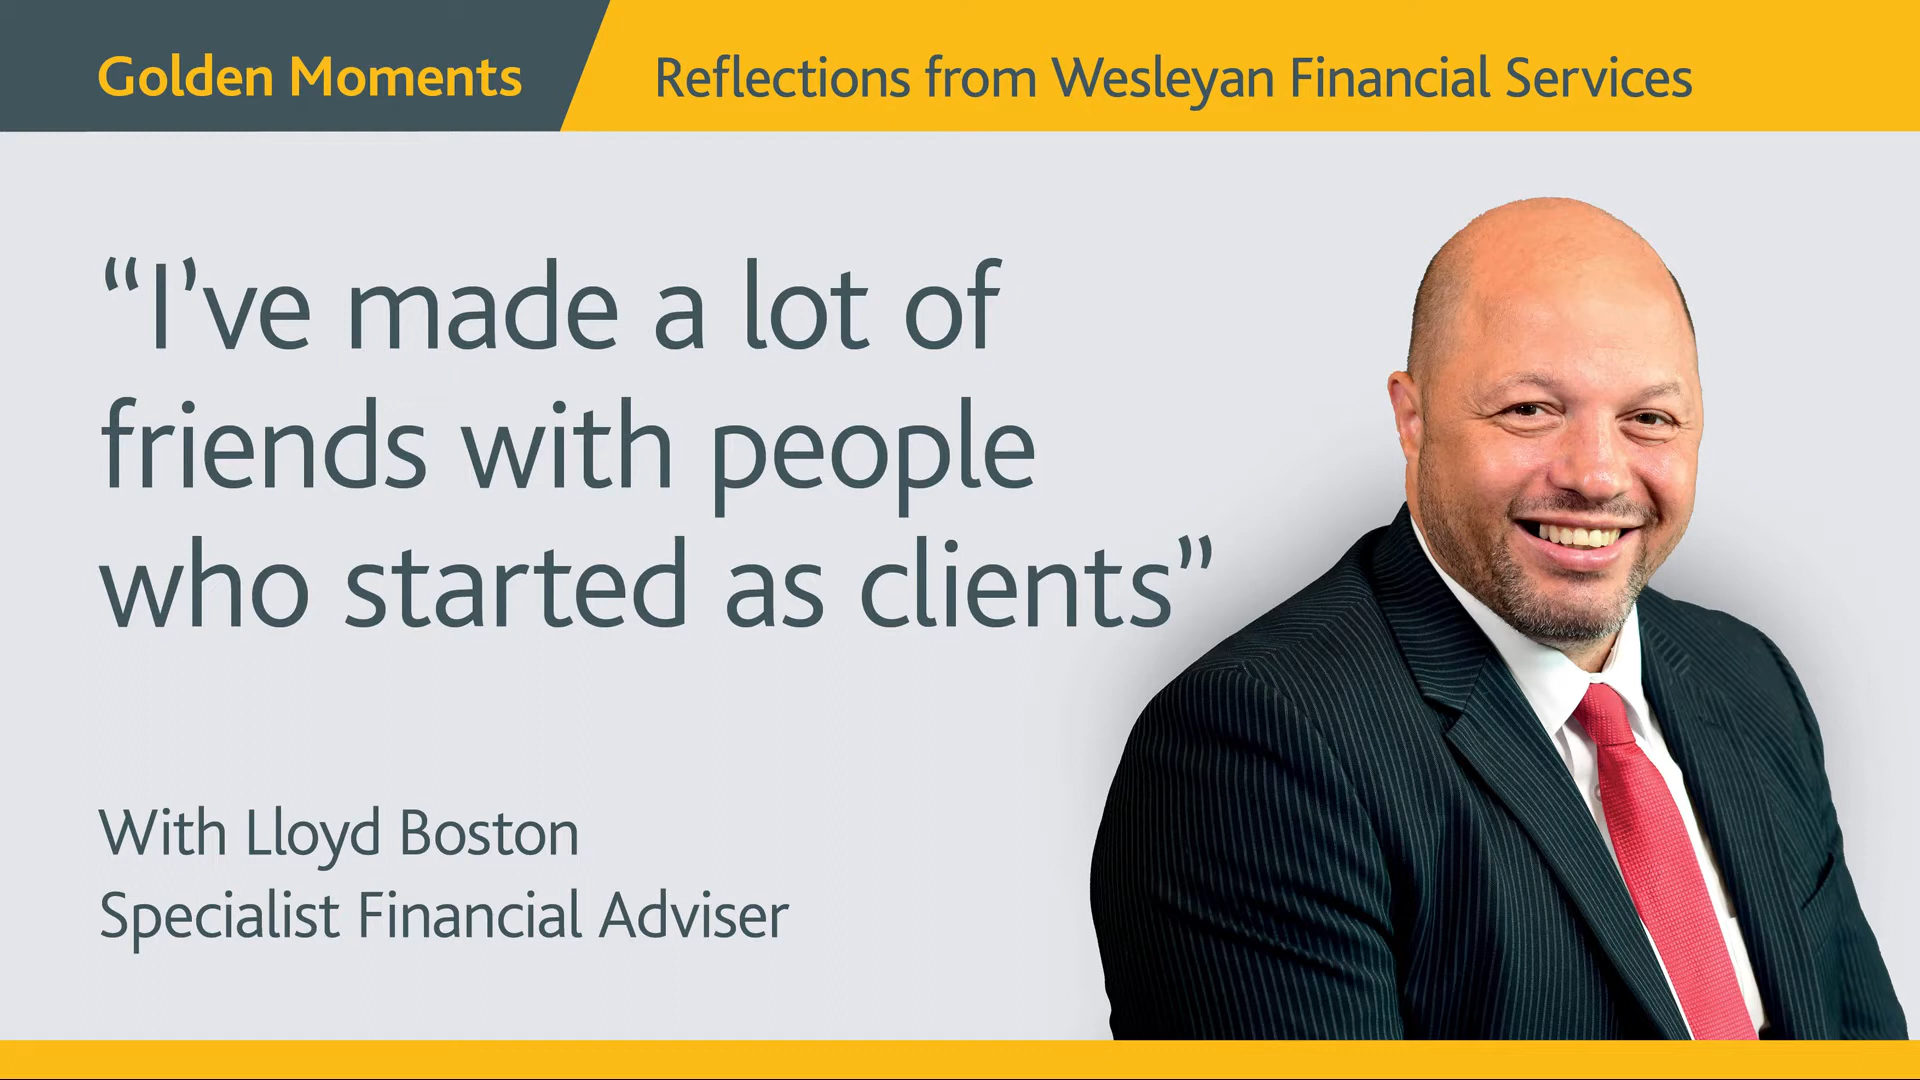 Golden Moments
Reflections from Wesleyan Financial Services
“I’ve made a lot of
friends with people
who started as clients”
With Lloyd Boston
Specialist Financial Adviser